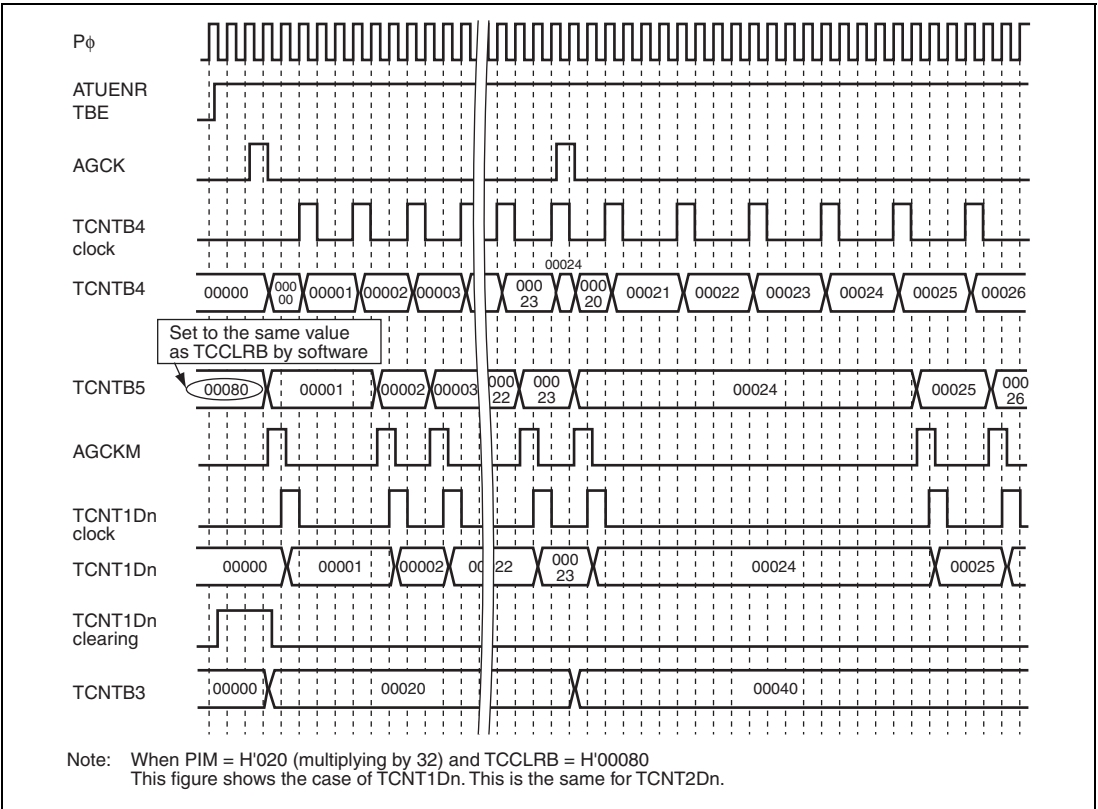 Pϕ
ATUENR
TBE
AGCK
TCNTB4
clock
00024
TCNTB4 00000 000 00 00001 00002 00003 000 23 000 20 00021 00022 00023 00024 00025 00026
Set to the same value
as TCCLRB by software
TCNTB5 00080 00001 00002 00003 000 22 000 23 00024 00025 000 26
AGCKM
TCNT1Dn
clock
TCNT1Dn 00000 00001 00002 00 22 000 23 00024 00025
TCNT1Dn
clearing
TCNTB3 00000 00020 00040
Note: When PIM = H'020 (multiplying by 32) and TCCLRB = H'00080
This figure shows the case of TCNT1Dn. This is the same for TCNT2Dn.